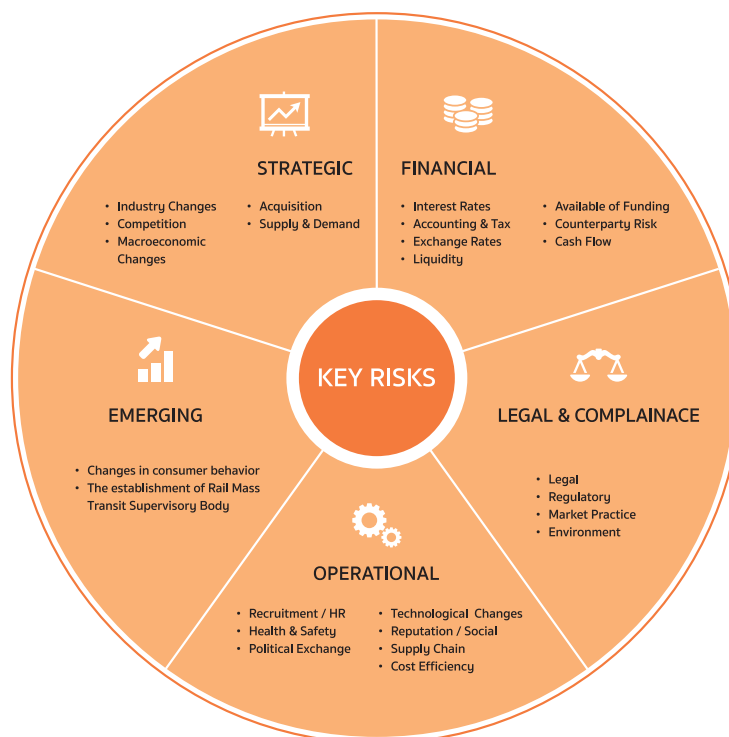 STRATEGIC
• Industry Changes
• Competition
• Macroeconomic
Changes
• Acquisition
• Supply & Demand
FINANCIAL
• Interest Rates
• Accounting & Tax
• Exchange Rates
• Liquidity
• Available of Funding
• Counterparty Risk
• Cash Flow
KEY RISKS
EMERGING
• Changes in consumer behavior
• The establishment of Rail Mass
Transit Supervisory Body
LEGAL & COMPLAINACE
• Legal
• Regulatory
• Market Practice
• Environment
OPERATIONAL
• Recruitment / HR
• Health & Safety
• Political Exchange
• Technological Changes
• Reputation / Social
• Supply Chain
• Cost Efficiency